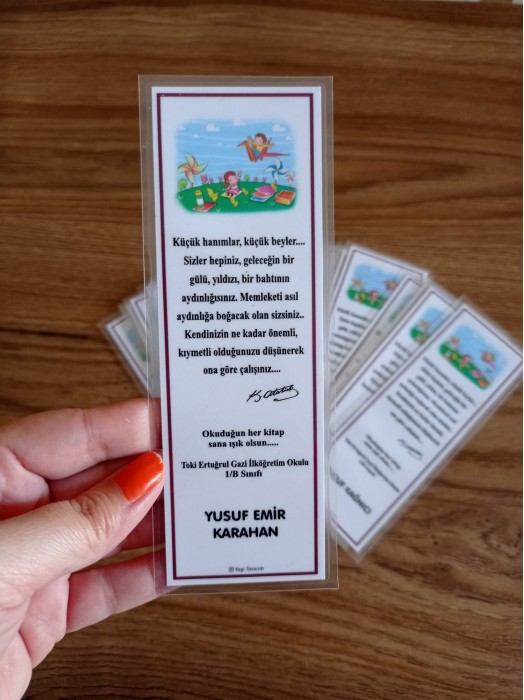 Küçük hanımlar, küçük beyler....
Sizler hepiniz, geleceğin bir
gülü, yıldızı, bir bahtının
aydınlığısınız. Memleketi asıl
aydınlığa boğacak olan sizsiniz..
Kendinizin ne kadar önemli,
kıymetli olduğunuzu düşünerek
ona göre çalışınız....
K. Atatürk
Okuduğun her kitap
sana ışık olsun.....
Toki Ertuğrul Gazi İlköğretim Okulu
1/B Sınıfı
YUSUF EMİR
KARAHAN